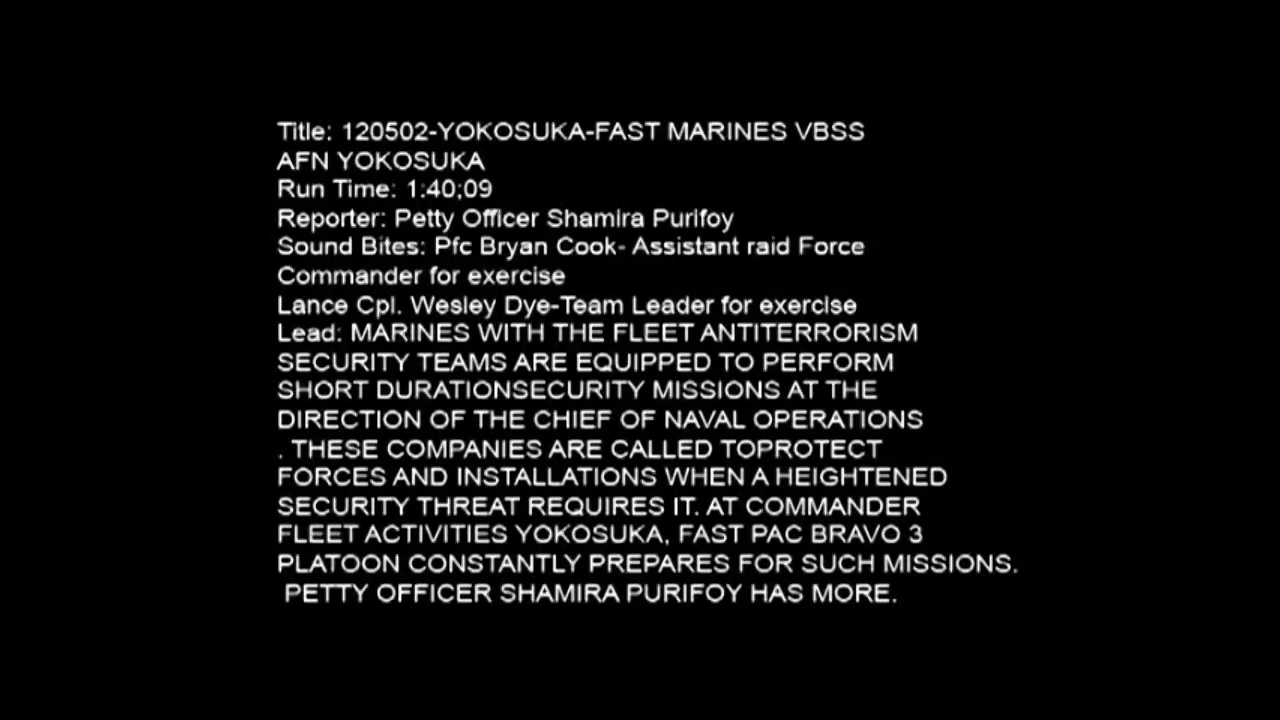 Title: 120502-YOKOSUKA-FAST MARINES VBSS
AFN YOKOSUKA
Run Time: 1:40;09
Reporter: Petty Officer Shamira Purifoy
Sound Bites: Pfc Bryan Cook- Assistant raid Force
Commander for exercise
Lance Cpl. Wesley Dye-Team Leader for exercise
Lead: MARINES WITH THE FLEET ANTITERRORISM
SECURITY TEAMS ARE EQUIPPED TO PERFORM
SHORT DURATIONSECURITY MISSIONS AT THE
DIRECTION OF THE CHIEF OF NAVAL OPERATIONS
. THESE COMPANIES ARE CALLED TOPROTECT
FORCES AND INSTALLATIONS WHEN A HEIGHTENED
SECURITY THREAT REQUIRES IT. AT COMMANDER
FLEET ACTIVITIES YOKOSUKA, FAST PAC BRAVO 3
PLATOON CONSTANTLY PREPARES FOR SUCH MISSIONS.
PETTY OFFICER SHAMIRA PURIFOY HAS MORE.